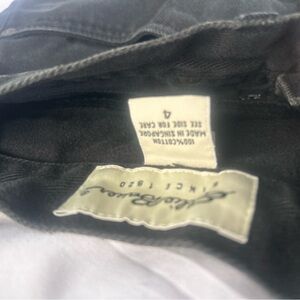 4
100% COTTON
MADE IN SINGAPORE
SEE SIDE FOR CARE
Eddie Bauer
SINCE 1920